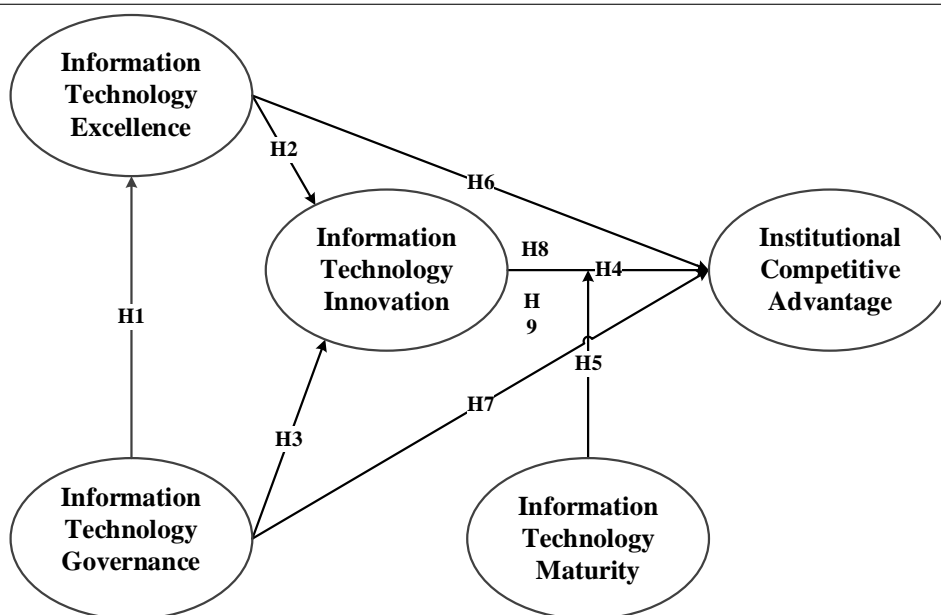 Information
Technology
Excellence
H2
H6
Information
Technology
Innovation
H8
H4
Institutional
Competitive
Advantage
H
9
H1
H5
H7
H3
Information
Technology
Governance
Information
Technology
Maturity